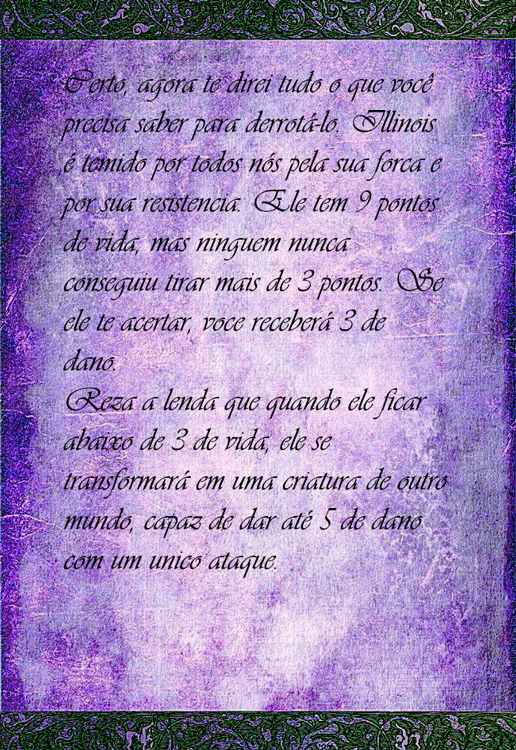 Certo, agora te direi tudo o que você
precisa saber para derrotá-lo. Illinois
é temido por todos nós pela sua forca e
por sua resistencia. Ele tem 9 pontos
de vida, mas ninguem nunca
conseguiu tirar mais de 3 pontos. Se
ele te acertar, voce receberá 3 de
dano.
Reza a lenda que quando ele ficar
abaixo de 3 de vida, ele se
transformará em uma criatura de outro
mundo, capaz de dar até 5 de dano
com um unico ataque.